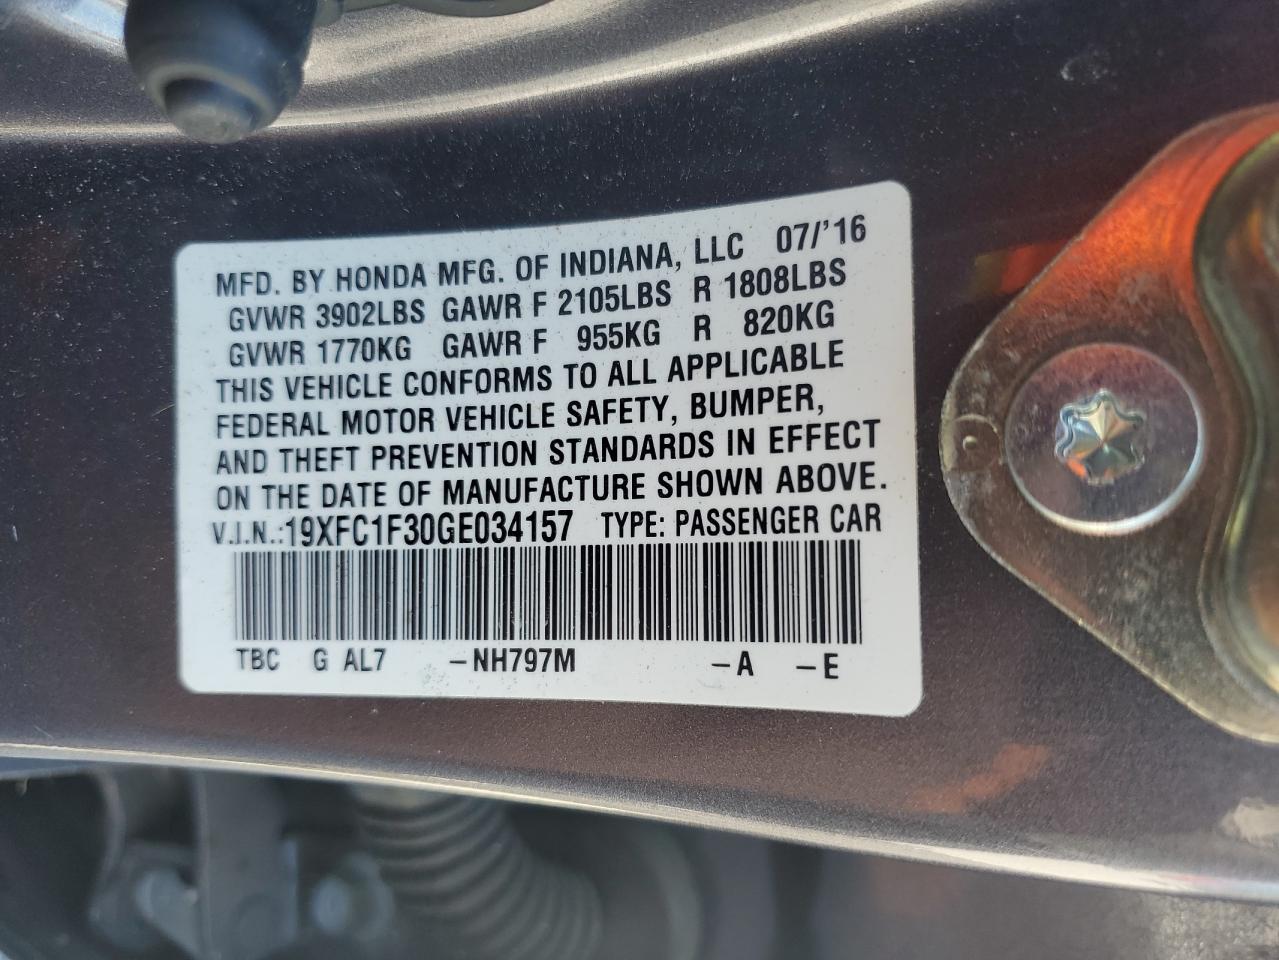 MFD. BY HONDA MFG. OF INDIANA, LLC 07/'16
GVWR 3902LBS GAWR F 2105LBS R 1808LBS
GVWR 1770KG GAWR F 955KG R 820KG
THIS VEHICLE CONFORMS TO ALL APPLICABLE
FEDERAL MOTOR VEHICLE SAFETY, BUMPER,
AND THEFT PREVENTION STANDARDS IN EFFECT
ON THE DATE OF MANUFACTURE SHOWN ABOVE.
V.I.N.:19XFC1F30GE034157 TYPE: PASSENGER CAR
TBC G AL7 -NH797M -A -E